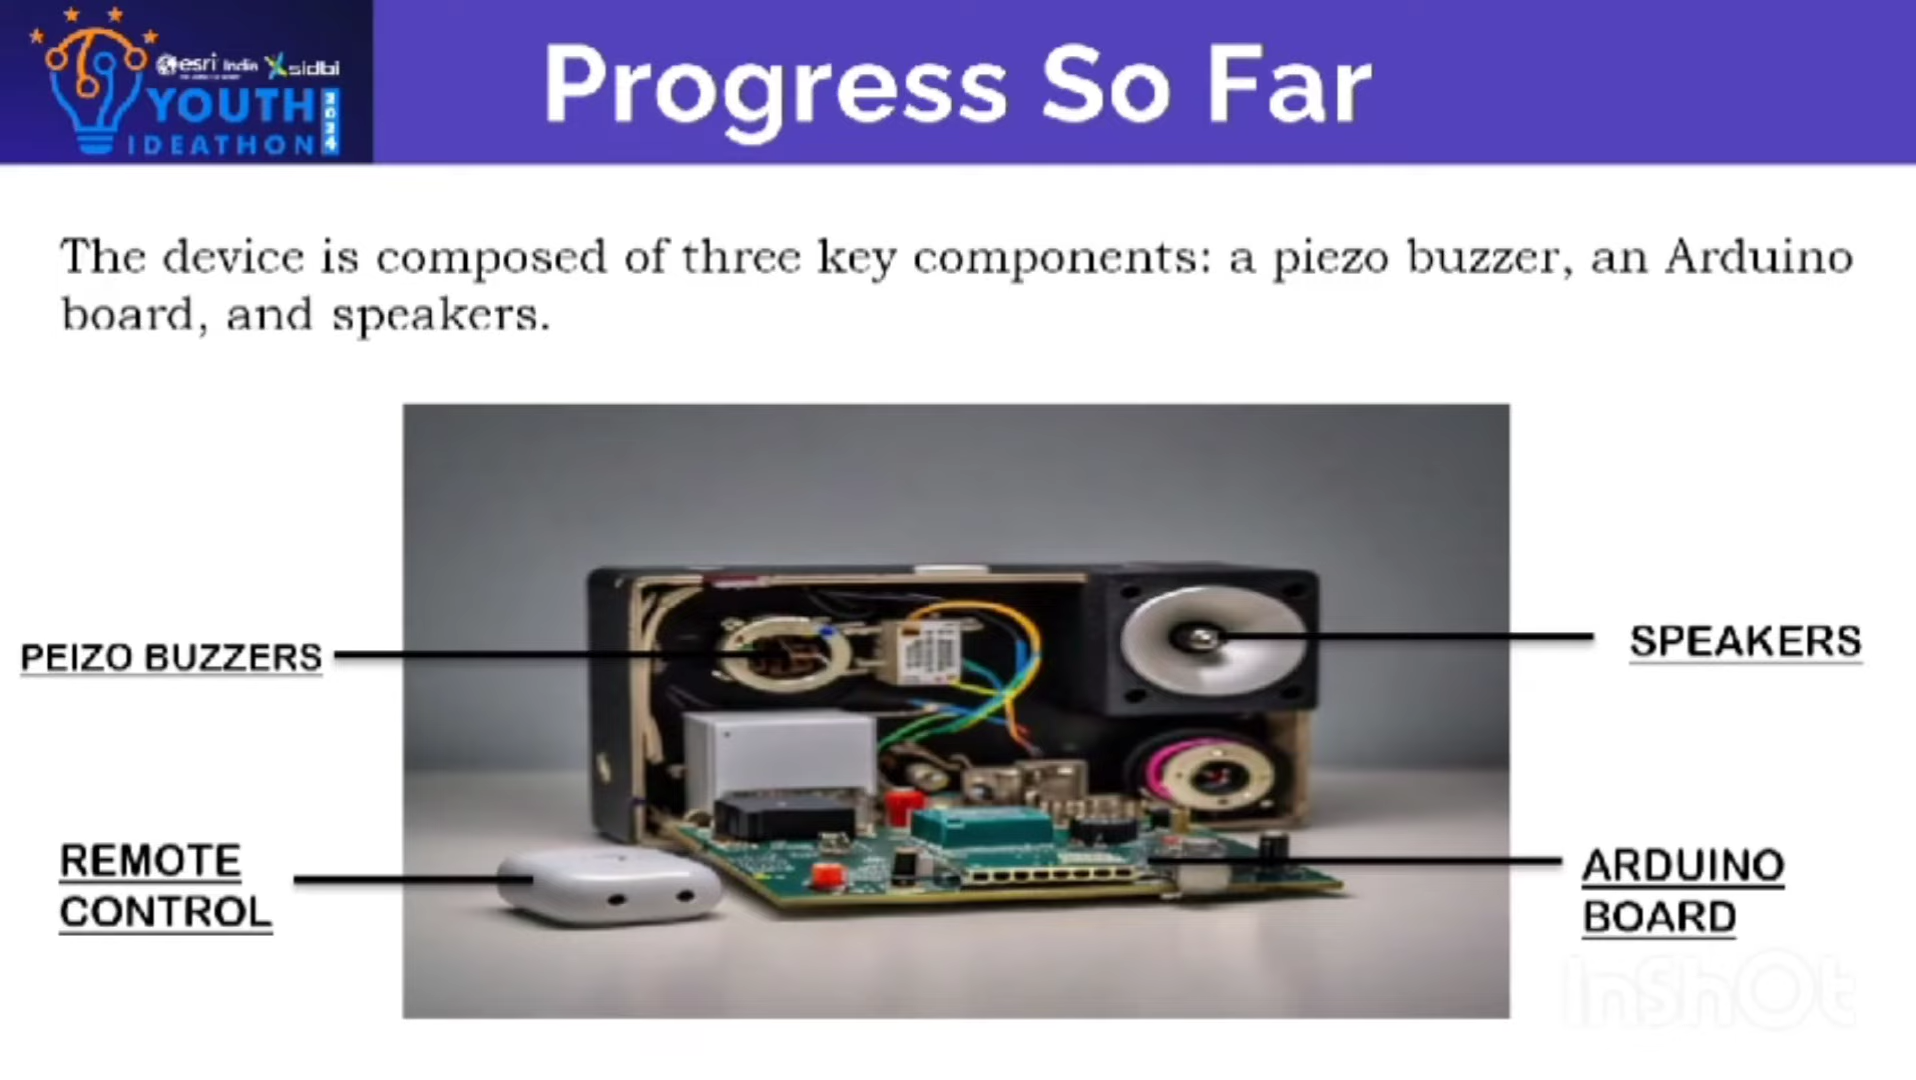 esri India sidbi
YOUTH
2024
IDEATHON
Progress So Far
The device is composed of three key components: a piezo buzzer, an Arduino
board, and speakers.
PEIZO BUZZERS
SPEAKERS
REMOTE
CONTROL
ARDUINO
BOARD
InShOt